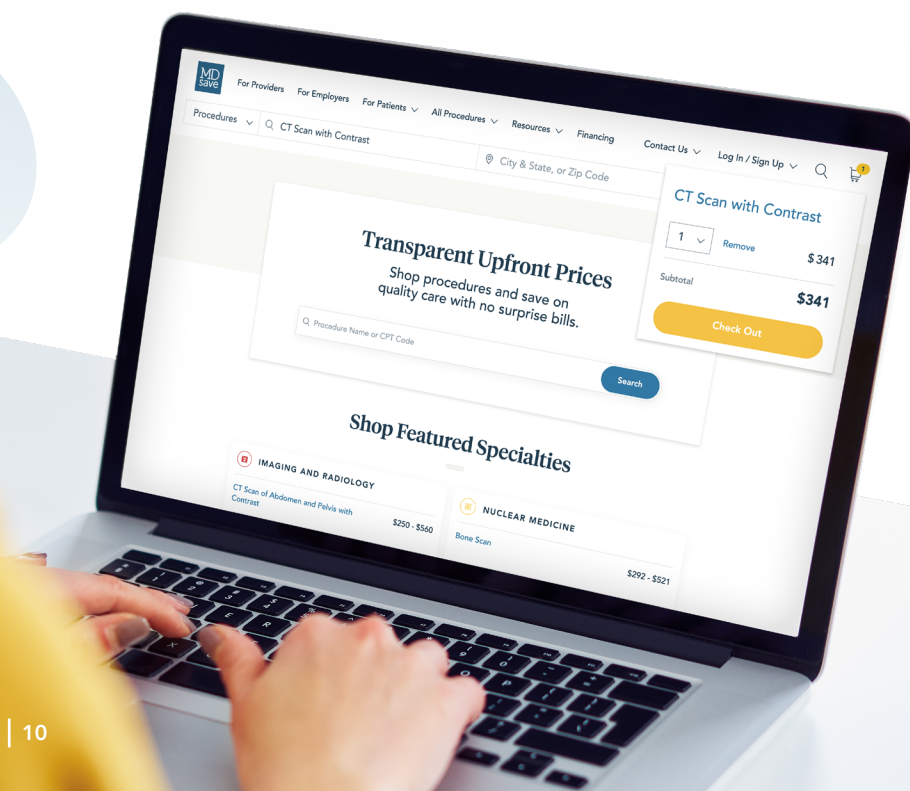 MD
save
For Providers
For Employers
For Patients
All Procedures
Resources
Financing
Contact Us
Log In / Sign Up
1
Procedures
CT Scan with Contrast
City & State, or Zip Code
CT Scan with Contrast
1
Remove
$ 341
Subtotal
$341
Check Out
Transparent Upfront Prices
Shop procedures and save on
quality care with no surprise bills.
Procedure Name or CPT Code
Search
Shop Featured Specialties
IMAGING AND RADIOLOGY
CT Scan of Abdomen and Pelvis with
Contrast
$250 - $560
NUCLEAR MEDICINE
Bone Scan
$292 - $521
| 10